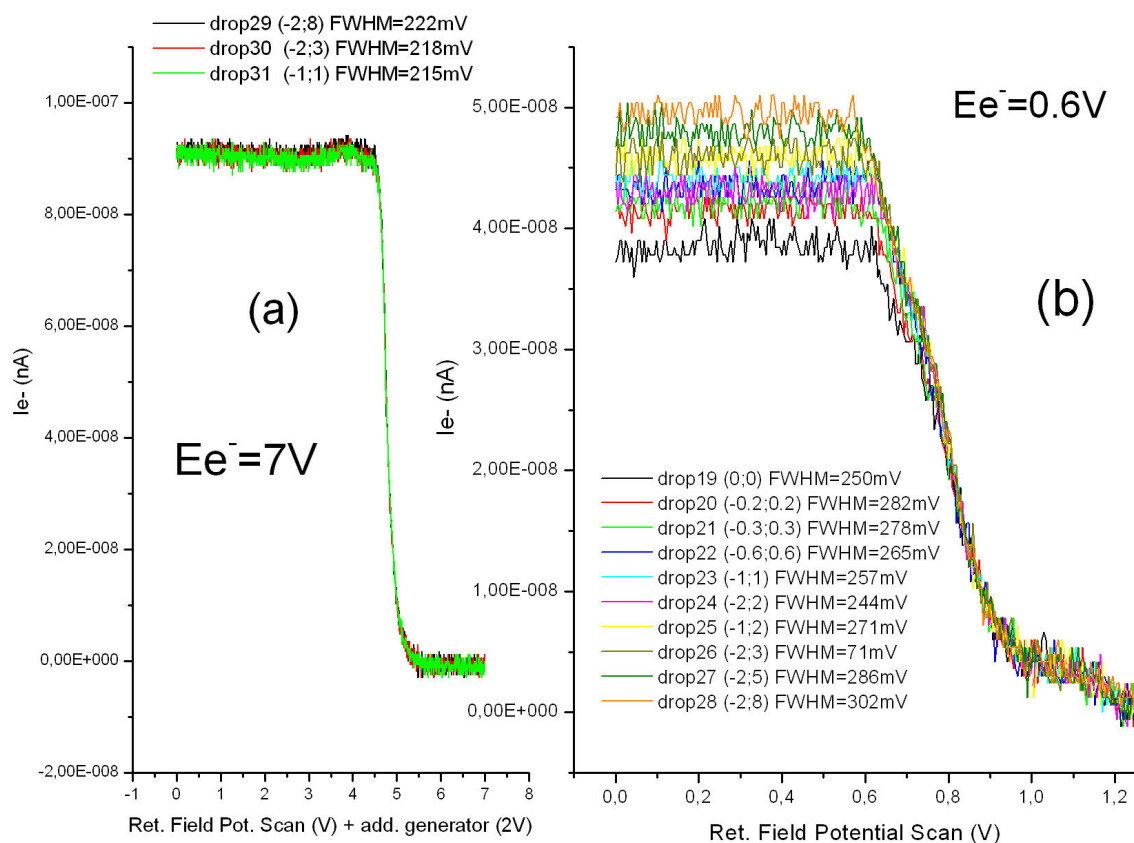 drop29 (-2;8) FWHM=222mV
drop30 (-2;3) FWHM=218mV
drop31 (-1;1) FWHM=215mV
1,00E-007
8,00E-008
6,00E-008
4,00E-008
2,00E-008
0,00E+000
-2,00E-008
Ie- (nA)
(a)
Ee⁻=7V
-1 0 1 2 3 4 5 6 7 8
Ret. Field Pot. Scan (V) + add. generator (2V)
5,00E-008
4,00E-008
3,00E-008
2,00E-008
1,00E-008
0,00E+000
Ie- (nA)
Ee⁻=0.6V
(b)
drop19 (0;0) FWHM=250mV
drop20 (-0.2;0.2) FWHM=282mV
drop21 (-0.3;0.3) FWHM=278mV
drop22 (-0.6;0.6) FWHM=265mV
drop23 (-1;1) FWHM=257mV
drop24 (-2;2) FWHM=244mV
drop25 (-1;2) FWHM=271mV
drop26 (-2;3) FWHM=71mV
drop27 (-2;5) FWHM=286mV
drop28 (-2;8) FWHM=302mV
0,0 0,2 0,4 0,6 0,8 1,0 1,2
Ret. Field Potential Scan (V)